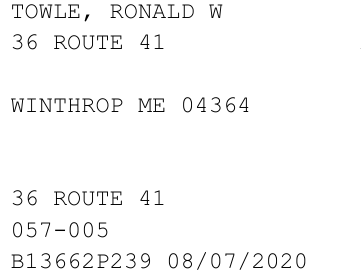 TOWLE, RONALD W
36 ROUTE 41
WINTHROP ME 04364
36 ROUTE 41
057-005
B13662P239 08/07/2020